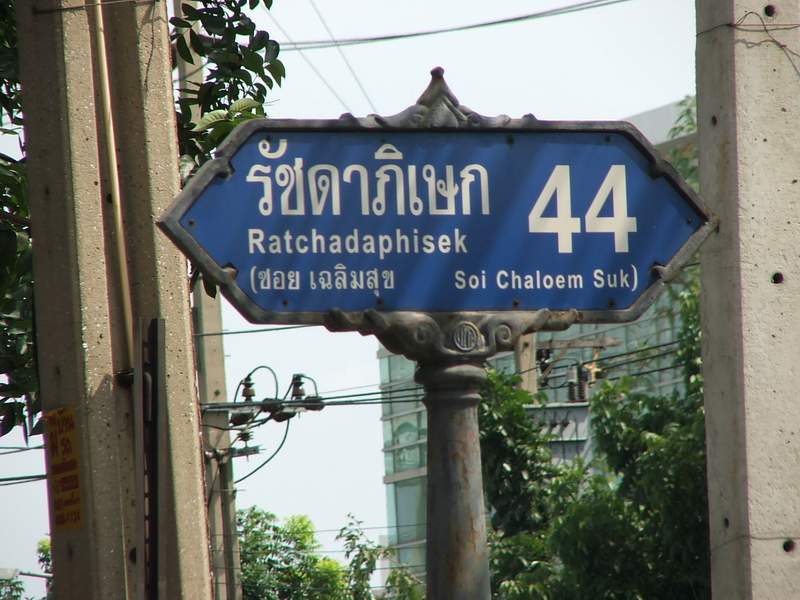 รัชดาภิเษก 44
Ratchadaphisek
(ซอย เฉลิมสุข Soi Chaloem Suk)